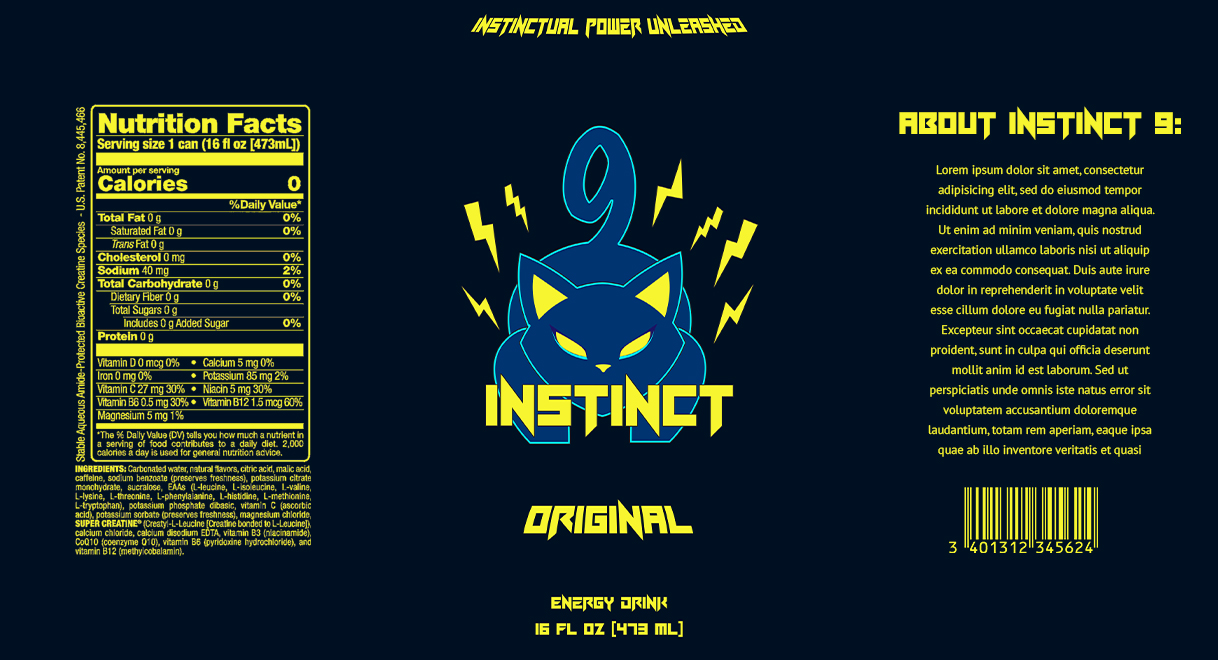 INSTINCTUAL POWER UNLEASHED
Stable Aqueous Amide-Protected Bioactive Creatine Species - U.S. Patent No. 8,445,466
Nutrition Facts
Serving size 1 can (16 fl oz [473mL])
Amount per serving
Calories 0
%Daily Value*
Total Fat 0 g 0%
Saturated Fat 0 g 0%
Trans Fat 0 g
Cholesterol 0 mg 0%
Sodium 40 mg 2%
Total Carbohydrate 0 g 0%
Dietary Fiber 0 g 0%
Total Sugars 0 g
Includes 0 g Added Sugar 0%
Protein 0 g
Vitamin D 0 mcg 0% • Calcium 5 mg 0%
Iron 0 mg 0% • Potassium 85 mg 2%
Vitamin C 27 mg 30% • Niacin 5 mg 30%
Vitamin B6 0.5 mg 30% • Vitamin B12 1.5 mcg 60%
Magnesium 5 mg 1%
*The % Daily Value (DV) tells you how much a nutrient in
a serving of food contributes to a daily diet. 2,000
calories a day is used for general nutrition advice.
INGREDIENTS: Carbonated water, natural flavors, citric acid, malic acid,
caffeine, sodium benzoate (preserves freshness), potassium citrate
monohydrate, sucralose, EAAs (L-leucine, L-isoleucine, L-valine,
L-lysine, L-threonine, L-phenylalanine, L-histidine, L-methionine,
L-tryptophan), potassium phosphate dibasic, vitamin C (ascorbic
acid), potassium sorbate (preserves freshness), magnesium chloride,
SUPER CREATINE® (Creatyl-L-Leucine [Creatine bonded to L-Leucine]),
calcium chloride, calcium disodium EDTA, vitamin B3 (niacinamide),
CoQ10 (coenzyme Q10), vitamin B6 (pyridoxine hydrochloride), and
vitamin B12 (methylcobalamin).
INSTINCT
ORIGINAL
ENERGY DRINK
16 FL OZ [473 ML]
ABOUT INSTINCT 9:
Lorem ipsum dolor sit amet, consectetur
adipisicing elit, sed do eiusmod tempor
incididunt ut labore et dolore magna aliqua.
Ut enim ad minim veniam, quis nostrud
exercitation ullamco laboris nisi ut aliquip
ex ea commodo consequat. Duis aute irure
dolor in reprehenderit in voluptate velit
esse cillum dolore eu fugiat nulla pariatur.
Excepteur sint occaecat cupidatat non
proident, sunt in culpa qui officia deserunt
mollit anim id est laborum. Sed ut
perspiciatis unde omnis iste natus error sit
voluptatem accusantium doloremque
laudantium, totam rem aperiam, eaque ipsa
quae ab illo inventore veritatis et quasi
3 401312 345624